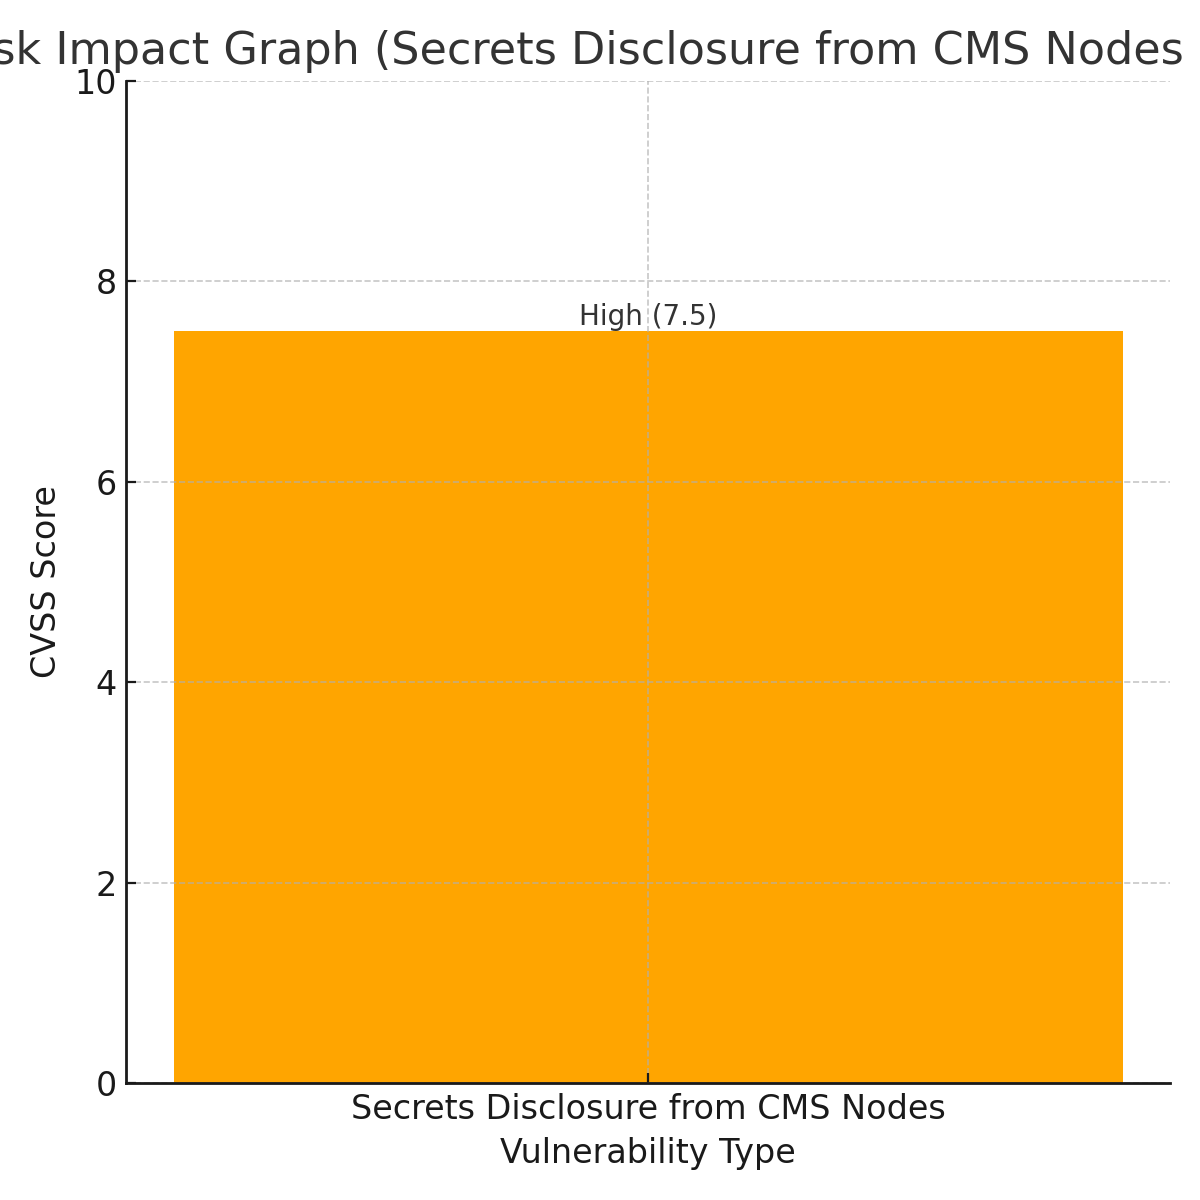 sk Impact Graph (Secrets Disclosure from CMS Nodes
10
8
High (7.5)
6
CVSS Score
4
2
0
Secrets Disclosure from CMS Nodes
Vulnerability Type